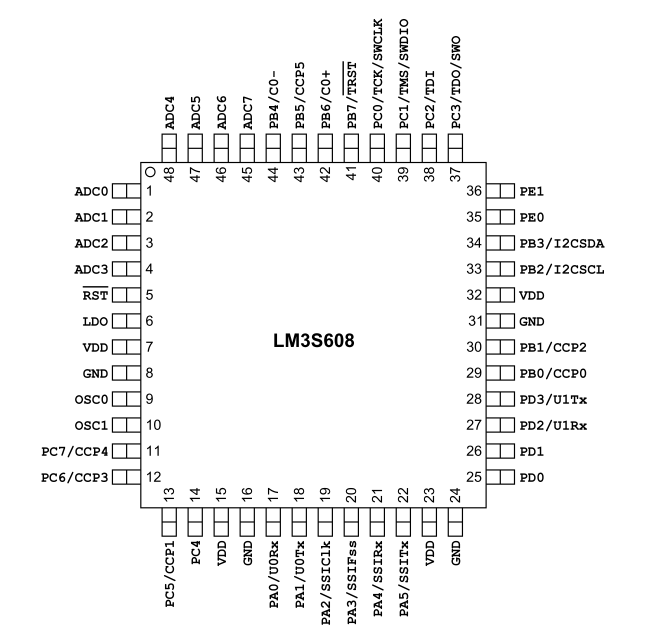 ADC4
ADC5
ADC6
ADC7
PB4/C0-
PB5/CCP5
PB6/C0+
PB7/TRST
PC0/TCK/SWCLK
PC1/TMS/SWDIO
PC2/TDI
PC3/TDO/SWO
48 47 46 45 44 43 42 41 40 39 38 37
ADC0 1
ADC1 2
ADC2 3
ADC3 4
RST 5
LDO 6
VDD 7
GND 8
OSC0 9
OSC1 10
PC7/CCP4 11
PC6/CCP3 12
LM3S608
36 PE1
35 PE0
34 PB3/I2CSDA
33 PB2/I2CSCL
32 VDD
31 GND
30 PB1/CCP2
29 PB0/CCP0
28 PD3/U1Tx
27 PD2/U1Rx
26 PD1
25 PD0
13 14 15 16 17 18 19 20 21 22 23 24
PC5/CCP1
PC4
VDD
GND
PA0/U0Rx
PA1/U0Tx
PA2/SSIClk
PA3/SSIFss
PA4/SSIRx
PA5/SSITx
VDD
GND